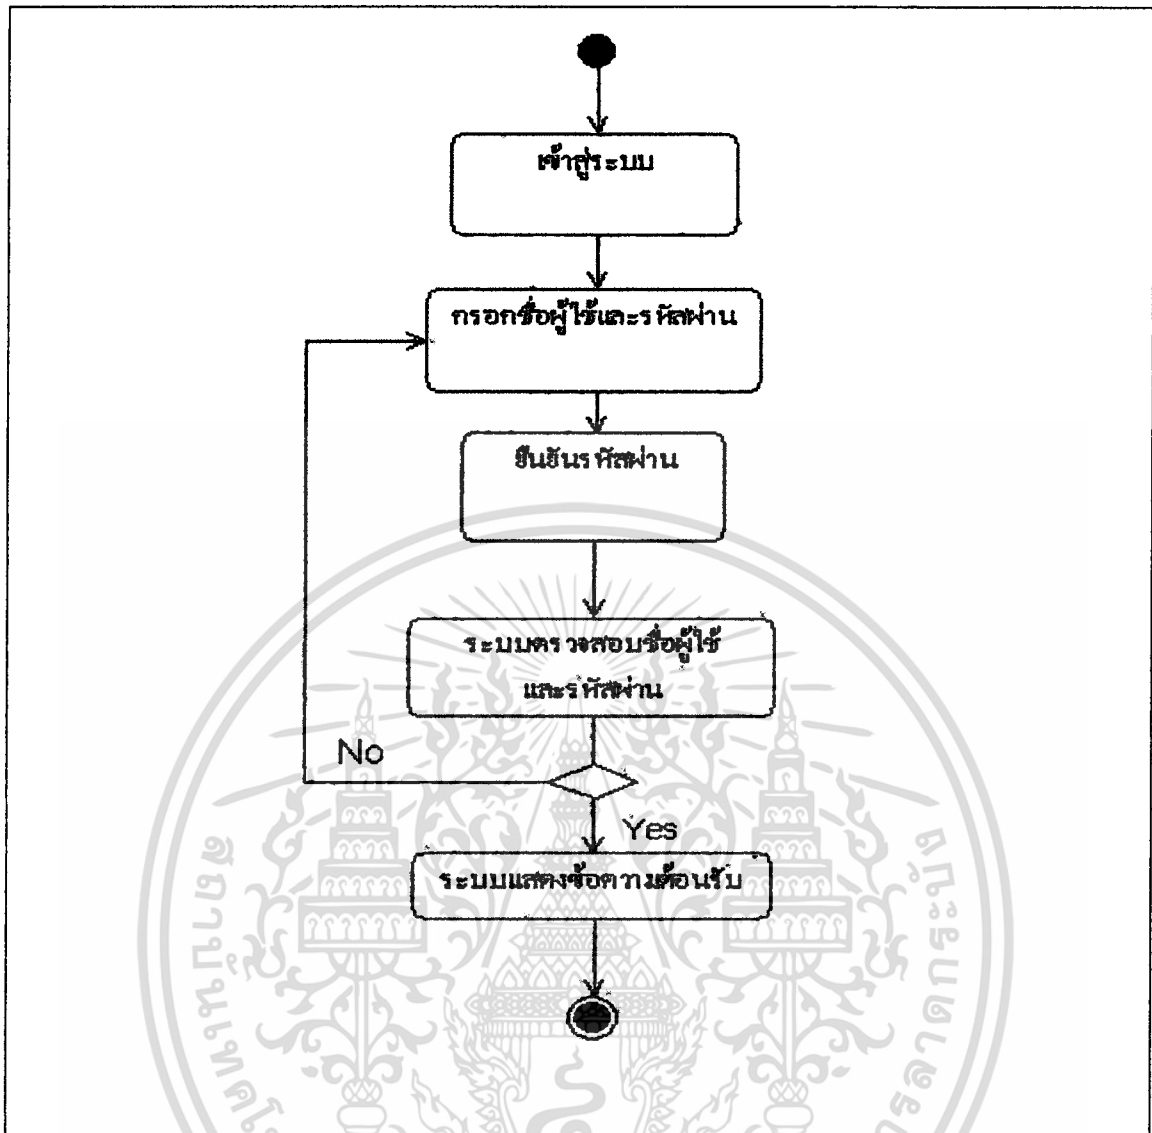 เข้าสู่ระบบ
กรอกชื่อผู้ใช้และรหัสผ่าน
ยืนยันรหัสผ่าน
ระบบตรวจสอบชื่อผู้ใช้
และรหัสผ่าน
No
Yes
ระบบแสดงข้อความต้อนรับ